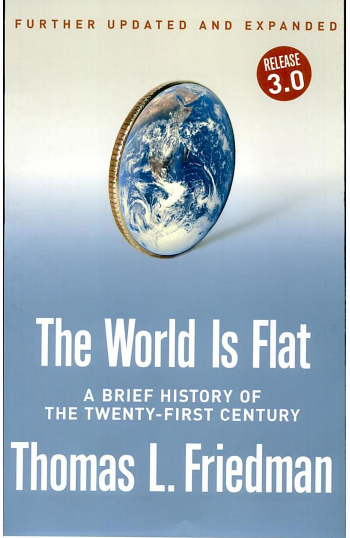 FURTHER UPDATED AND EXPANDED
RELEASE
3.0
The World Is Flat
A BRIEF HISTORY OF
THE TWENTY-FIRST CENTURY
Thomas L. Friedman